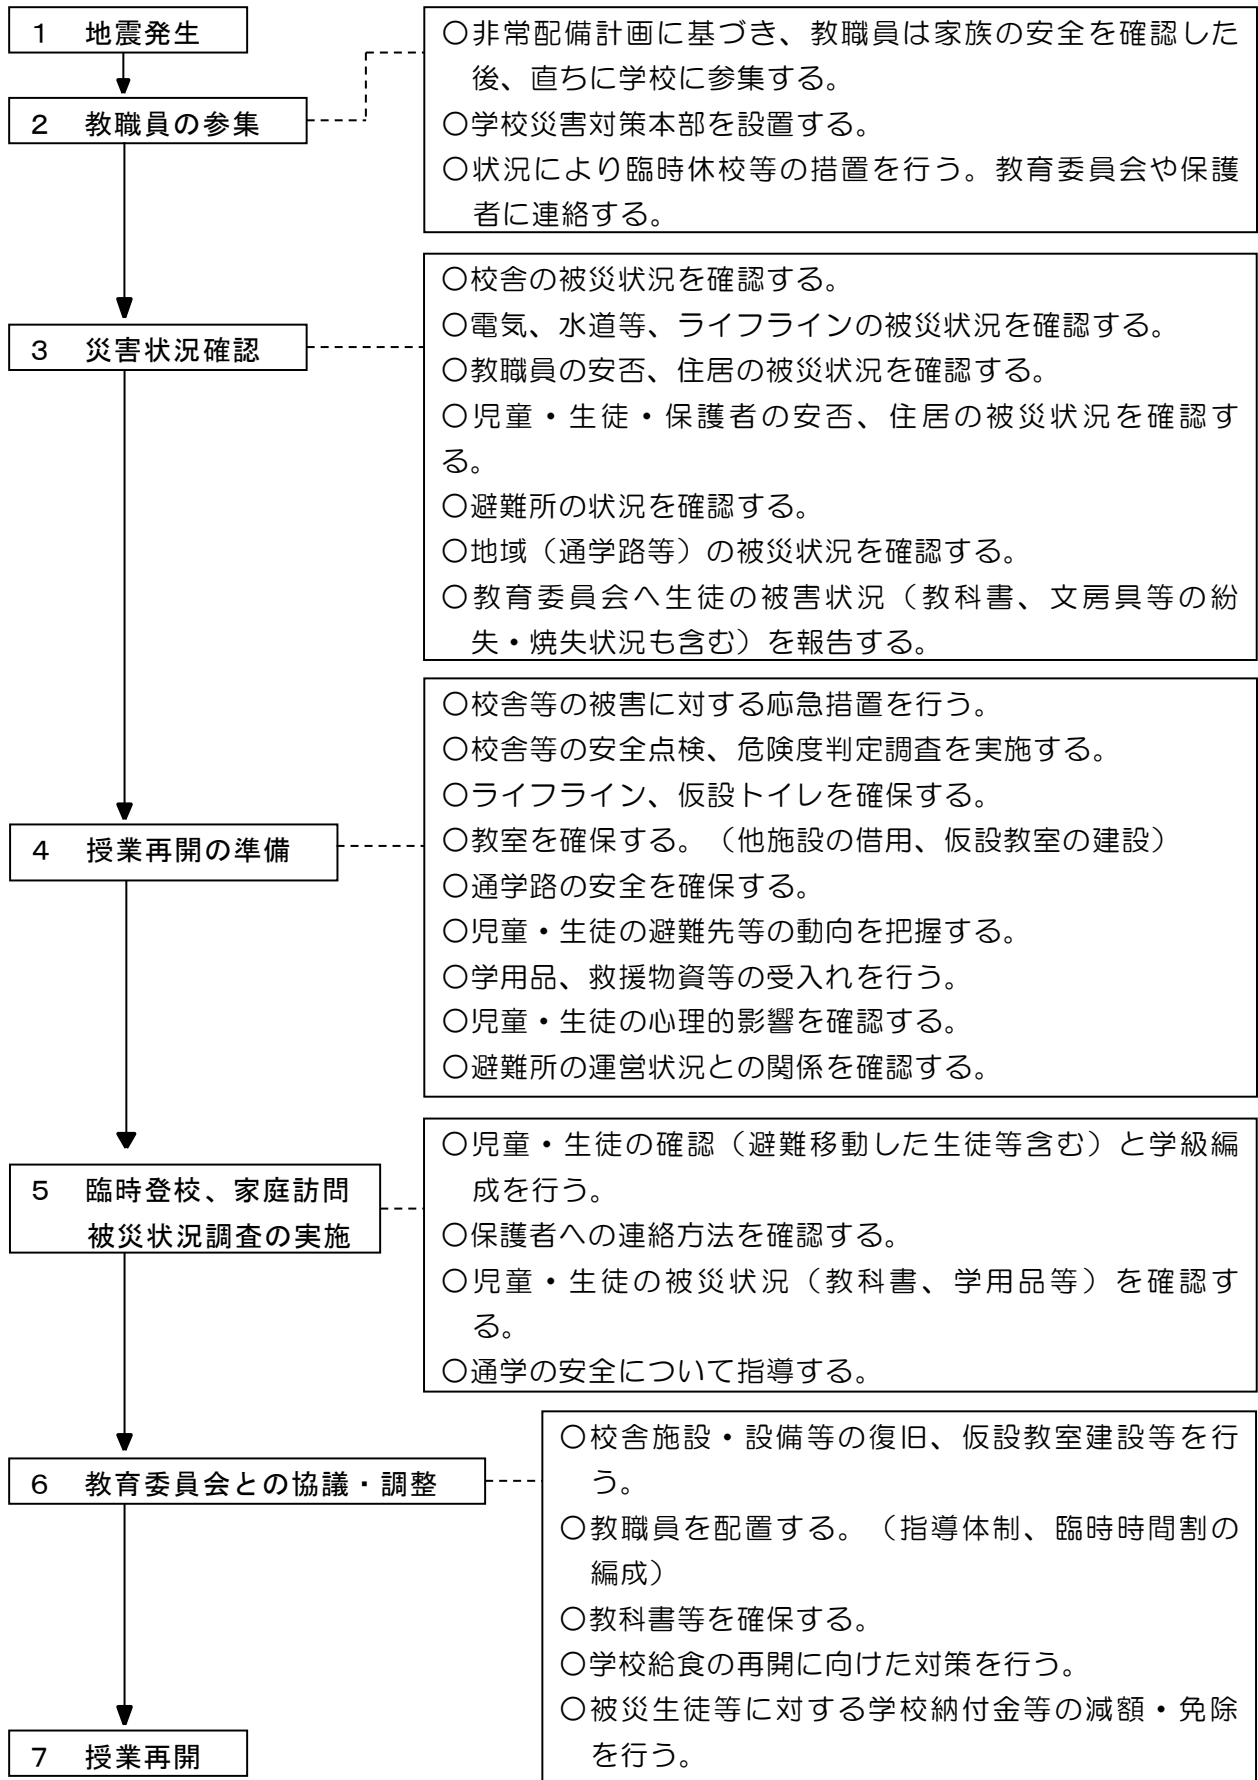 1　地震発生
2　教職員の参集
○非常配備計画に基づき、教職員は家族の安全を確認した
後、直ちに学校に参集する。
○学校災害対策本部を設置する。
○状況により臨時休校等の措置を行う。教育委員会や保護
者に連絡する。
3　災害状況確認
○校舎の被災状況を確認する。
○電気、水道等、ライフラインの被災状況を確認する。
○教職員の安否、住居の被災状況を確認する。
○児童・生徒・保護者の安否、住居の被災状況を確認す
る。
○避難所の状況を確認する。
○地域（通学路等）の被災状況を確認する。
○教育委員会へ生徒の被害状況（教科書、文房具等の紛
失・焼失状況も含む）を報告する。
4　授業再開の準備
○校舎等の被害に対する応急措置を行う。
○校舎等の安全点検、危険度判定調査を実施する。
○ライフライン、仮設トイレを確保する。
○教室を確保する。（他施設の借用、仮設教室の建設）
○通学路の安全を確保する。
○児童・生徒の避難先等の動向を把握する。
○学用品、救援物資等の受入れを行う。
○児童・生徒の心理的影響を確認する。
○避難所の運営状況との関係を確認する。
5　臨時登校、家庭訪問
被災状況調査の実施
○児童・生徒の確認（避難移動した生徒等含む）と学級編
成を行う。
○保護者への連絡方法を確認する。
○児童・生徒の被災状況（教科書、学用品等）を確認す
る。
○通学の安全について指導する。
6　教育委員会との協議・調整
○校舎施設・設備等の復旧、仮設教室建設等を行
う。
○教職員を配置する。（指導体制、臨時時間割の
編成）
○教科書等を確保する。
○学校給食の再開に向けた対策を行う。
○被災生徒等に対する学校納付金等の減額・免除
を行う。
7　授業再開